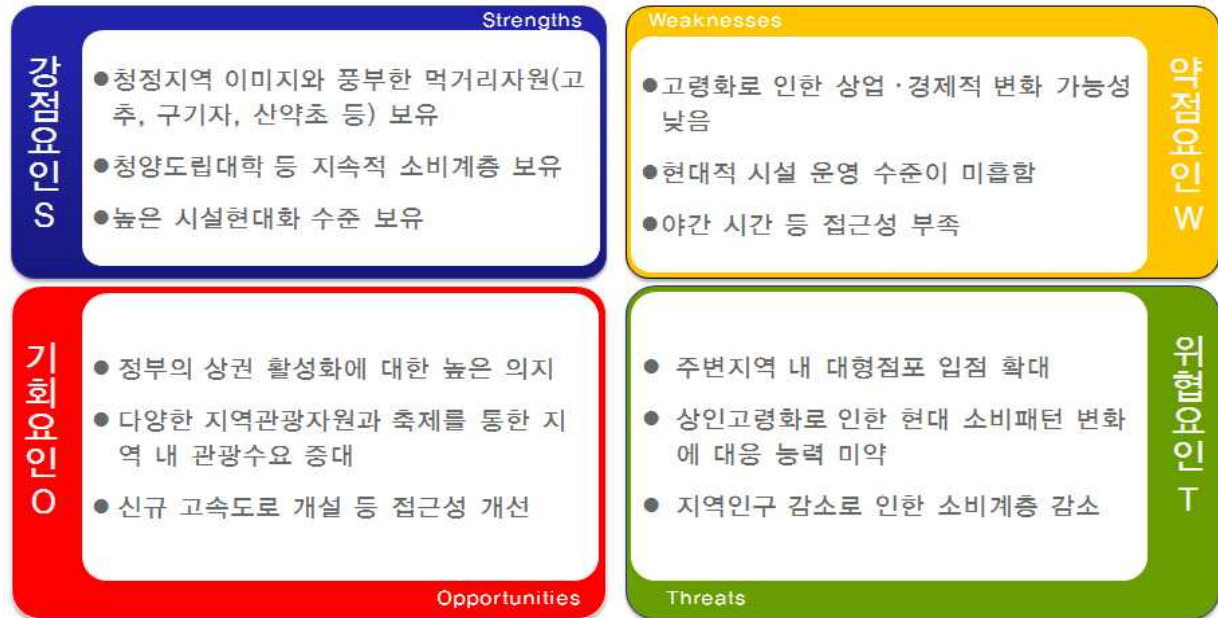 Strengths
강점요인 S
●청정지역 이미지와 풍부한 먹거리자원(고
추, 구기자, 산약초 등) 보유
●청양도립대학 등 지속적 소비계층 보유
●높은 시설현대화 수준 보유
Weaknesses
약점요인 W
●고령화로 인한 상업·경제적 변화 가능성
낮음
●현대적 시설 운영 수준이 미흡함
●야간 시간 등 접근성 부족
기회요인 O
● 정부의 상권 활성화에 대한 높은 의지
● 다양한 지역관광자원과 축제를 통한 지
역 내 관광수요 증대
● 신규 고속도로 개설 등 접근성 개선
Opportunities
위협요인 T
● 주변지역 내 대형점포 입점 확대
● 상인고령화로 인한 현대 소비패턴 변화
에 대응 능력 미약
● 지역인구 감소로 인한 소비계층 감소
Threats